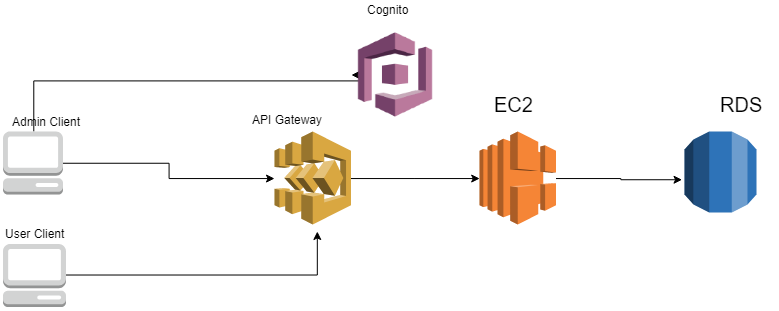 Cognito
Admin Client
API Gateway
EC2
RDS
User Client